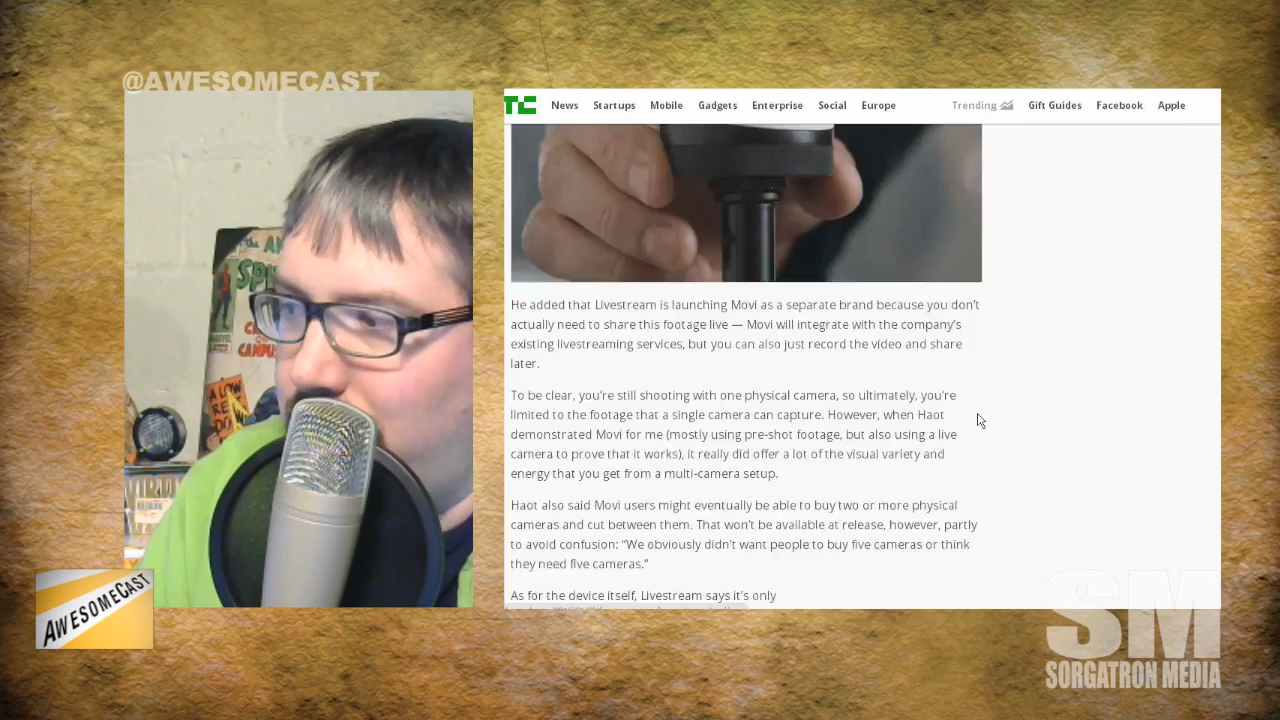 @AWESOMECAST
TC News Startups Mobile Gadgets Enterprise Social Europe Trending Gift Guides Facebook Apple
He added that Livestream is launching Movi as a separate brand because you don’t
actually need to share this footage live — Movi will integrate with the company’s
existing livestreaming services, but you can also just record the video and share
later.
To be clear, you’re still shooting with one physical camera, so ultimately, you’re
limited to the footage that a single camera can capture. However, when Haot
demonstrated Movi for me (mostly using pre-shot footage, but also using a live
camera to prove that it works), it really did offer a lot of the visual variety and
energy that you get from a multi-camera setup.
Haot also said Movi users might eventually be able to buy two or more physical
cameras and cut between them. That won’t be available at release, however, partly
to avoid confusion: “We obviously didn’t want people to buy five cameras or think
they need five cameras.”
As for the device itself, Livestream says it’s only
AWESOMECAST
SM
SORGATRON MEDIA